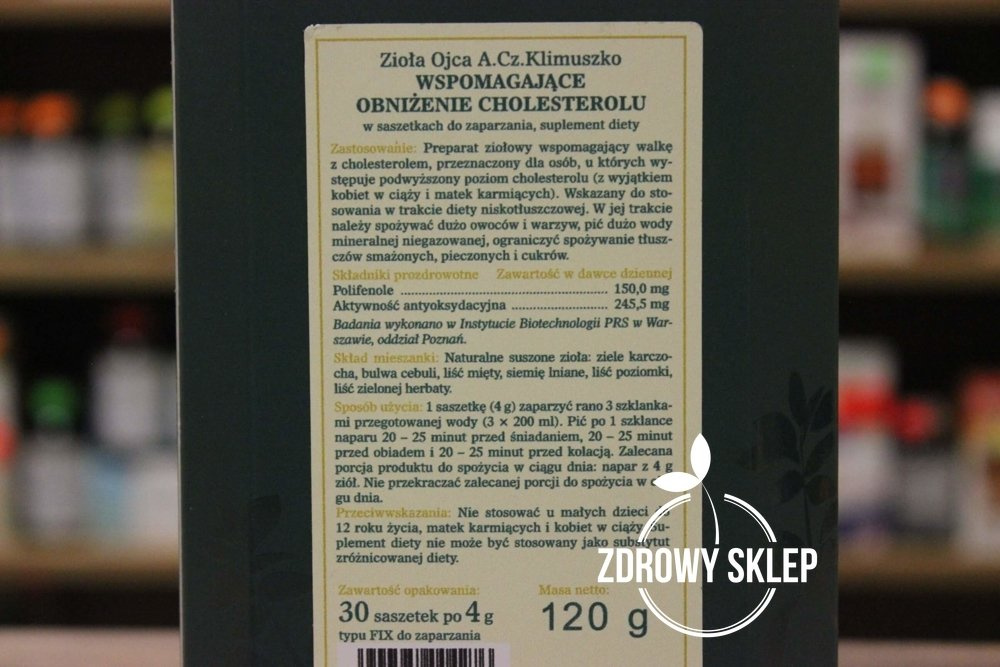 Zioła Ojca A.Cz.Klimuszko
WSPOMAGAJĄCE
OBNIŻENIE CHOLESTEROLU
w saszetkach do zaparzania, suplement diety
Zastosowanie: Preparat ziołowy wspomagający walkę
z cholesterolem, przeznaczony dla osób, u których wy-
stępuje podwyższony poziom cholesterolu (z wyjątkiem
kobiet w ciąży i matek karmiących). Wskazany do sto-
sowania w trakcie diety niskotłuszczowej. W jej trakcie
należy spożywać dużo owoców i warzyw, pić dużo wody
mineralnej niegazowanej, ograniczyć spożywanie tłusz-
czów smażonych, pieczonych i cukrów.
Składniki prozdrowotne Zawartość w dawce dziennej
Polifenole ........................................................ 150,0 mg
Aktywność antyoksydacyjna ........................ 245,5 mg
Badania wykonano w Instytucie Biotechnologii PRS w War-
szawie, oddział Poznań.
Skład mieszanki: Naturalne suszone zioła: ziele karczo-
cha, bulwa cebuli, liść mięty, siemię lniane, liść poziomki,
liść zielonej herbaty.
Sposób użycia: 1 saszetkę (4 g) zaparzyć rano 3 szklanka-
mi przegotowanej wody (3 × 200 ml). Pić po 1 szklance
naparu 20 – 25 minut przed śniadaniem, 20 – 25 minut
przed obiadem i 20 – 25 minut przed kolacją. Zalecana
porcja produktu do spożycia w ciągu dnia: napar z 4 g
ziół. Nie przekraczać zalecanej porcji do spożycia w
gu dnia.
Przeciwwskazania: Nie stosować u małych dzieci
12 roku życia, matek karmiących i kobiet w ciąży. Su-
plement diety nie może być stosowany jako substytut
zróżnicowanej diety.
Zawartość opakowania: Masa netto:
30 saszetek po 4 g 120 g
typu FIX do zaparzania
ZDROWY SKLEP